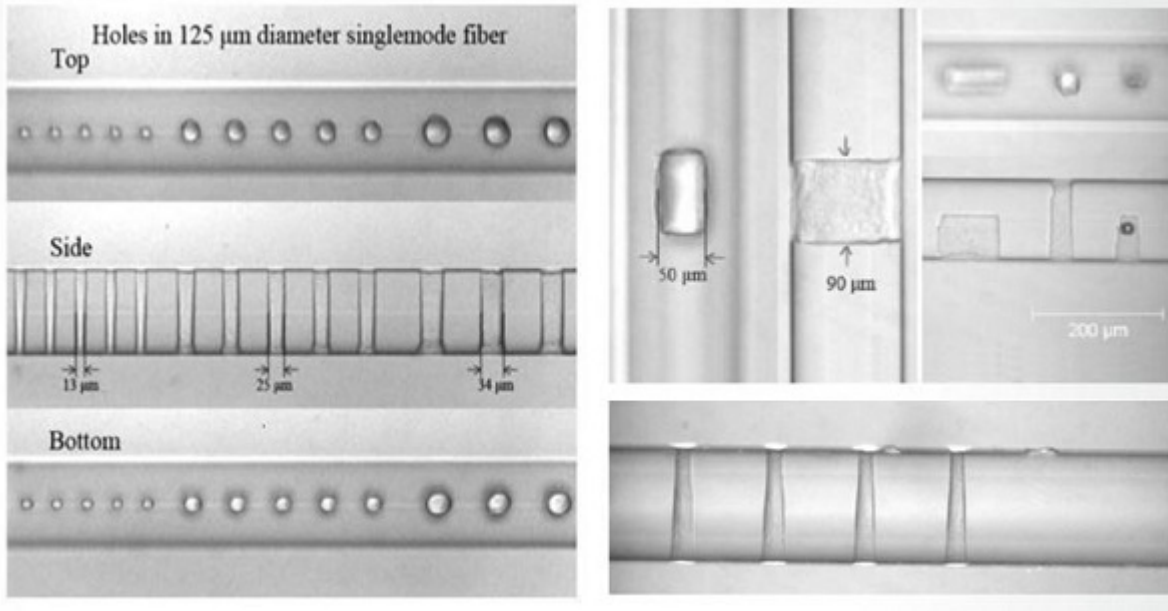 Holes in 125 μm diameter singlemode fiber
Top
Side
13 μm
25 μm
34 μm
Bottom
50 μm
90 μm
200 μm